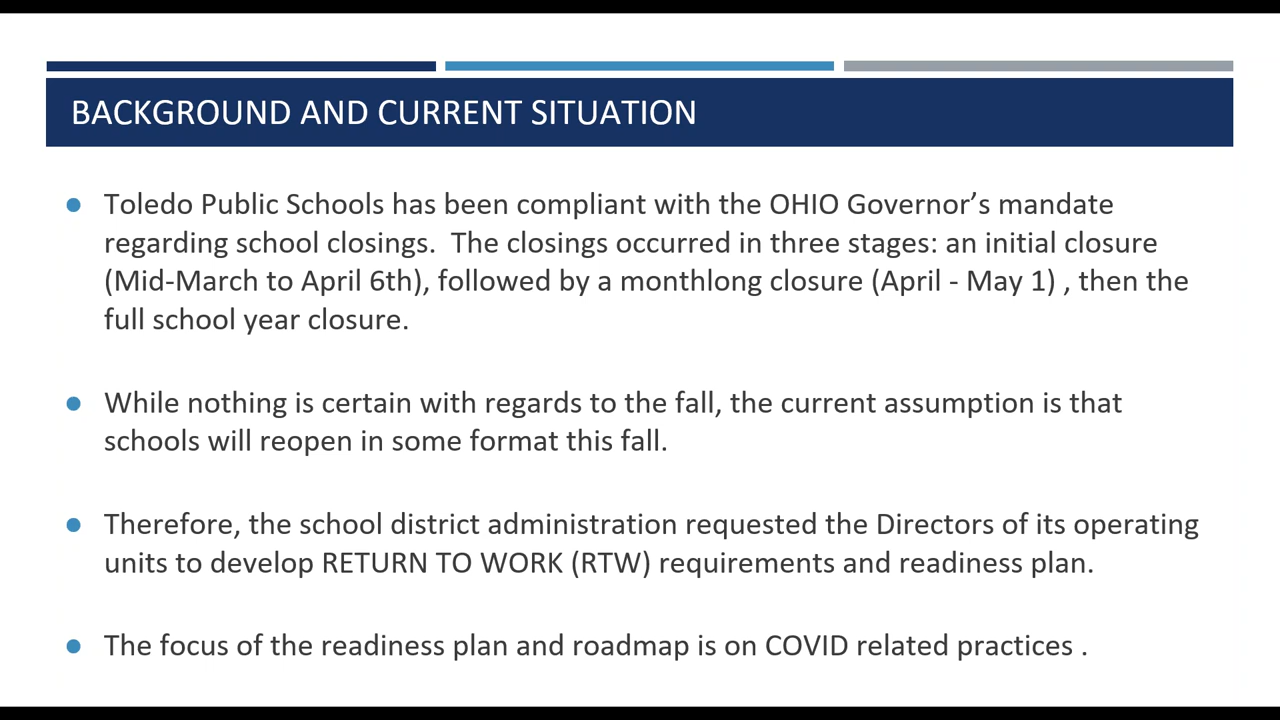 BACKGROUND AND CURRENT SITUATION
Toledo Public Schools has been compliant with the OHIO Governor’s mandate
regarding school closings.  The closings occurred in three stages: an initial closure
(Mid-March to April 6th), followed by a monthlong closure (April - May 1) , then the
full school year closure.
While nothing is certain with regards to the fall, the current assumption is that
schools will reopen in some format this fall.
Therefore, the school district administration requested the Directors of its operating
units to develop RETURN TO WORK (RTW) requirements and readiness plan.
The focus of the readiness plan and roadmap is on COVID related practices .